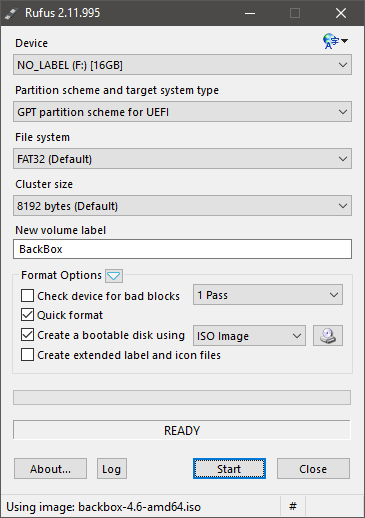 Rufus 2.11.995
Device
NO_LABEL (F:) [16GB]
Partition scheme and target system type
GPT partition scheme for UEFI
File system
FAT32 (Default)
Cluster size
8192 bytes (Default)
New volume label
BackBox
Format Options
Check device for bad blocks 1 Pass
Quick format
Create a bootable disk using ISO Image
Create extended label and icon files
READY
About... Log Start Close
Using image: backbox-4.6-amd64.iso #